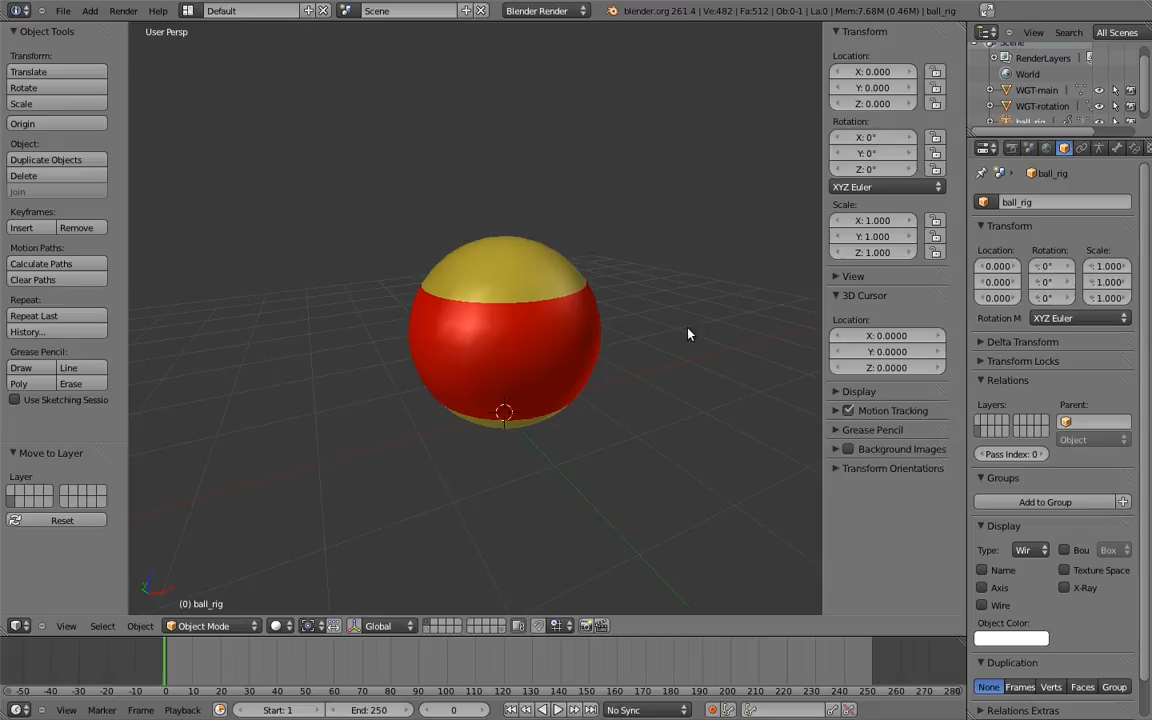 File Add Render Help Default Scene Blender Render blender.org 261.4 Ve:482 Fa:512 Ob:0-1 La:0 Mem:7.68M (0.46M) ball_rig
Object Tools
Transform:
Translate
Rotate
Scale
Origin
Object:
Duplicate Objects
Delete
Join
Keyframes:
Insert Remove
Motion Paths:
Calculate Paths
Clear Paths
Repeat:
Repeat Last
History...
Grease Pencil:
Draw Line
Poly Erase
Use Sketching Sessio
Move to Layer
Layer
Reset
User Persp
(0) ball_rig
Transform
Location:
X: 0.000
Y: 0.000
Z: 0.000
Rotation:
X: 0°
Y: 0°
Z: 0°
XYZ Euler
Scale:
X: 1.000
Y: 1.000
Z: 1.000
View
3D Cursor
Location:
X: 0.0000
Y: 0.0000
Z: 0.0000
Display
Motion Tracking
Grease Pencil
Background Images
Transform Orientations
View Search All Scenes
Scene
RenderLayers
World
WGT-main
WGT-rotation
ball_rig
ball_rig
ball_rig
Transform
Location: Rotation: Scale:
0.000 0° 1.000
0.000 0° 1.000
0.000 0° 1.000
Rotation M XYZ Euler
Delta Transform
Transform Locks
Relations
Layers: Parent:
Object
Pass Index: 0
Groups
Add to Group
Display
Type: Wir Bou Box
Name Texture Space
Axis X-Ray
Wire
Object Color:
Duplication
None Frames Verts Faces Group
Relations Extras
View Select Object Object Mode Global
-50 -40 -30 -20 -10 0 10 20 30 40 50 60 70 80 90 100 110 120 130 140 150 160 170 180 190 200 210 220 230 240 250 260 270 280
View Marker Frame Playback Start: 1 End: 250 0 No Sync